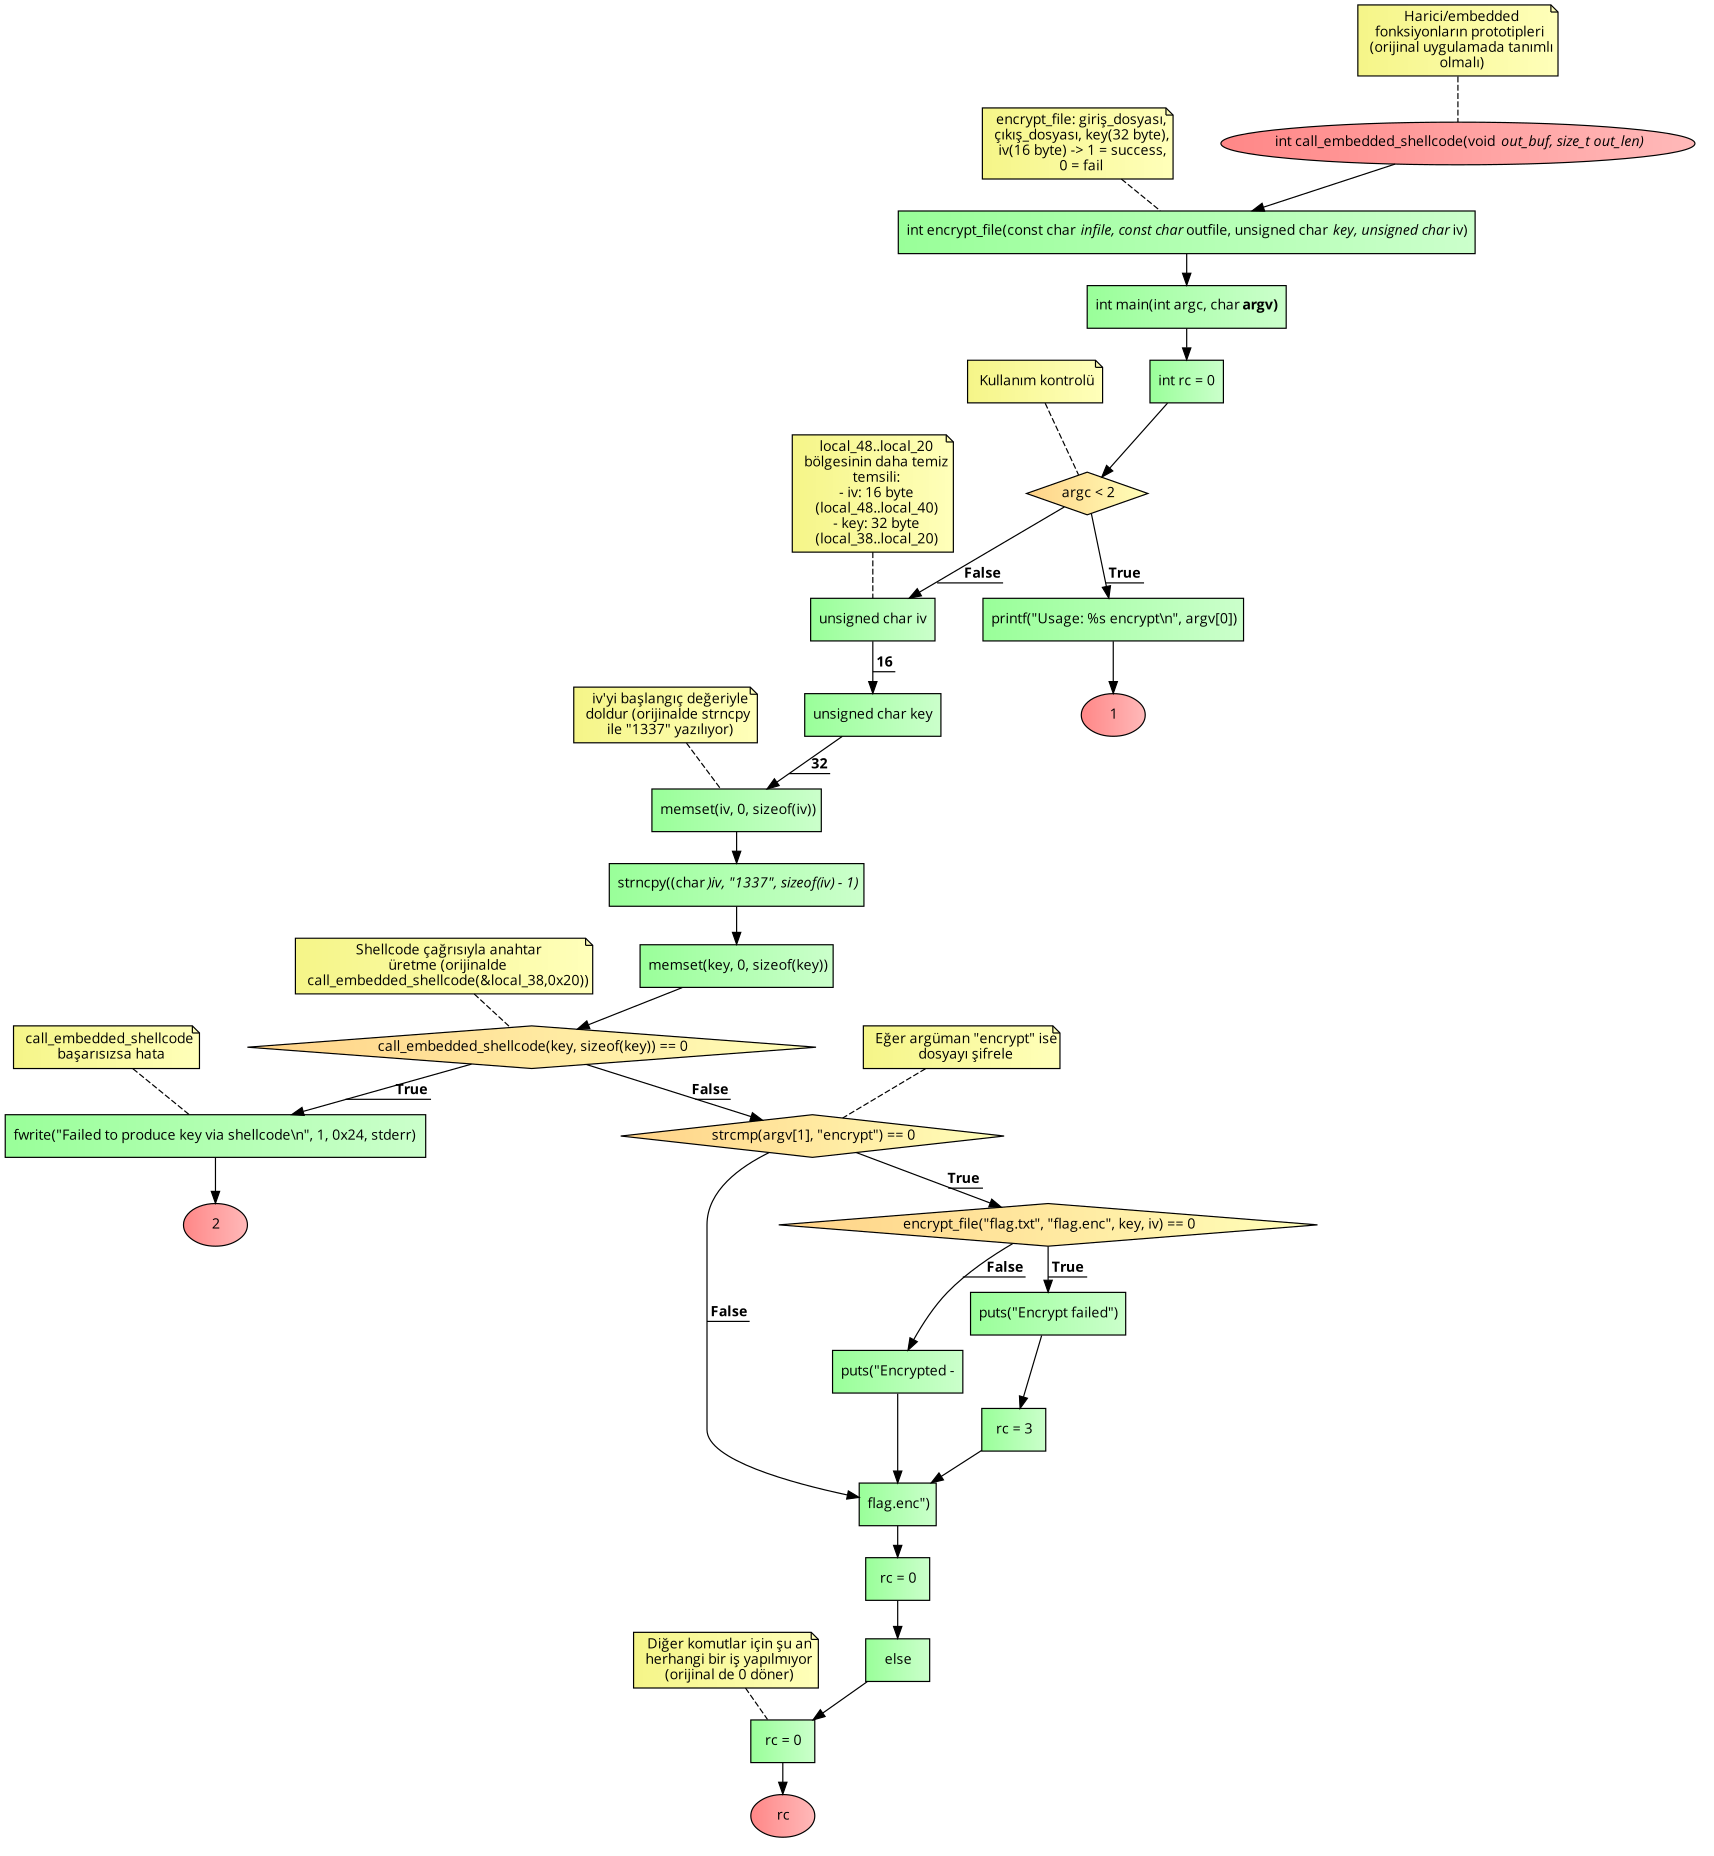 Harici/embedded
fonksiyonların prototipleri
(orijinal uygulamada tanımlı
olmalı)
encrypt_file: giriş_dosyası,
çıkış_dosyası, key(32 byte),
iv(16 byte) -> 1 = success,
0 = fail
int call_embedded_shellcode(void out_buf, size_t out_len)
int encrypt_file(const char infile, const char outfile, unsigned char key, unsigned char iv)
int main(int argc, char argv)
Kullanım kontrolü
int rc = 0
local_48..local_20
bölgesinin daha temiz
temsili:
- iv: 16 byte
(local_48..local_40)
- key: 32 byte
(local_38..local_20)
argc < 2
False
True
unsigned char iv
printf("Usage: %s encrypt\n", argv[0])
16
iv'yi başlangıç değeriyle
doldur (orijinalde strncpy
ile "1337" yazılıyor)
unsigned char key
1
32
memset(iv, 0, sizeof(iv))
strncpy((char )iv, "1337", sizeof(iv) - 1)
Shellcode çağrısıyla anahtar
üretme (orijinalde
call_embedded_shellcode(&local_38,0x20))
memset(key, 0, sizeof(key))
call_embedded_shellcode
başarısızsa hata
call_embedded_shellcode(key, sizeof(key)) == 0
Eğer argüman "encrypt" ise
dosyayı şifrele
True
False
fwrite("Failed to produce key via shellcode\n", 1, 0x24, stderr)
strcmp(argv[1], "encrypt") == 0
True
2
encrypt_file("flag.txt", "flag.enc", key, iv) == 0
False
True
False
puts("Encrypt failed")
puts("Encrypted -
rc = 3
flag.enc")
rc = 0
Diğer komutlar için şu an
herhangi bir iş yapılmıyor
(orijinal de 0 döner)
else
rc = 0
rc